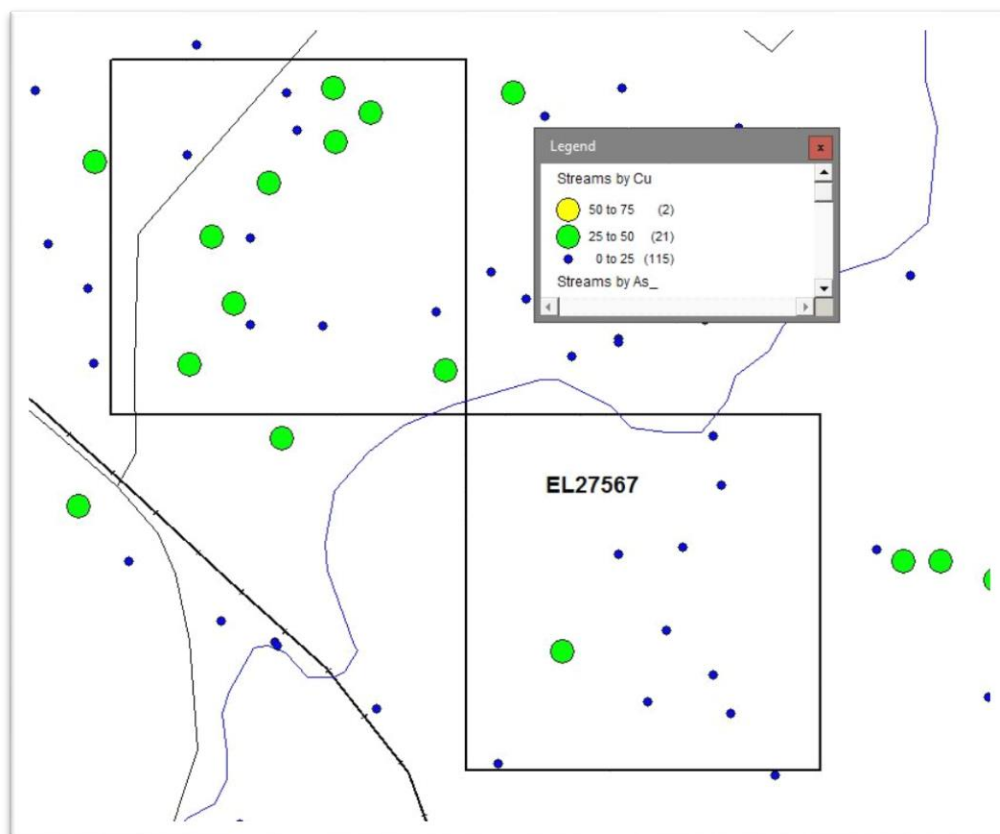 Legend
x
Streams by Cu
50 to 75 (2)
25 to 50 (21)
0 to 25 (115)
Streams by As_
EL27567